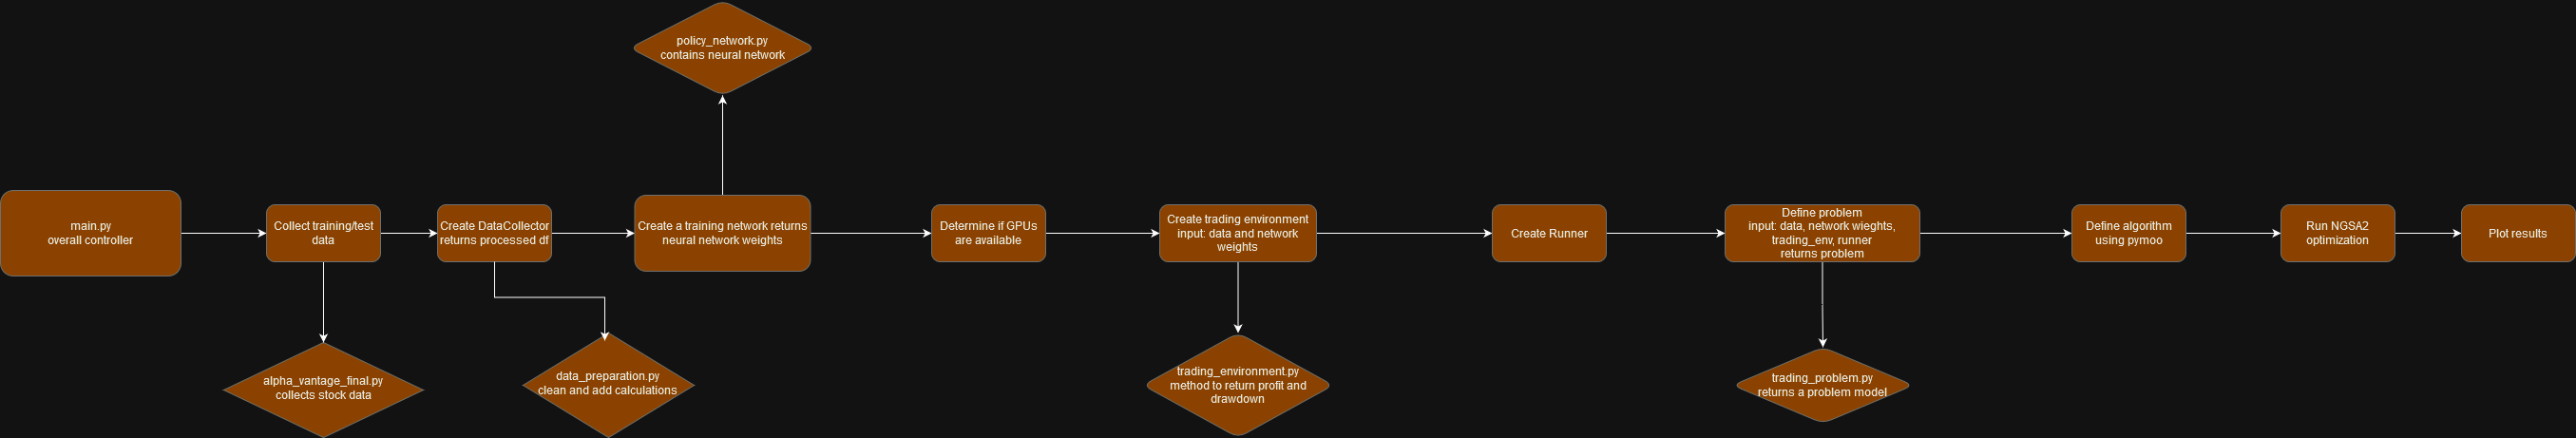 policy_network.py
contains neural network
main.py
overall controller
Collect training/test
data
Create DataCollector
returns processed df
Create a training network returns
neural network weights
Determine if GPUs
are available
Create trading environment
input: data and network
weights
Create Runner
Define problem
input: data, network wieghts,
trading_env, runner
returns problem
Define algorithm
using pymoo
Run NGSA2
optimization
Plot results
alpha_vantage_final.py
collects stock data
data_preparation.py
clean and add calculations
trading_environment.py
method to return profit and
drawdown
trading_problem.py
returns a problem model